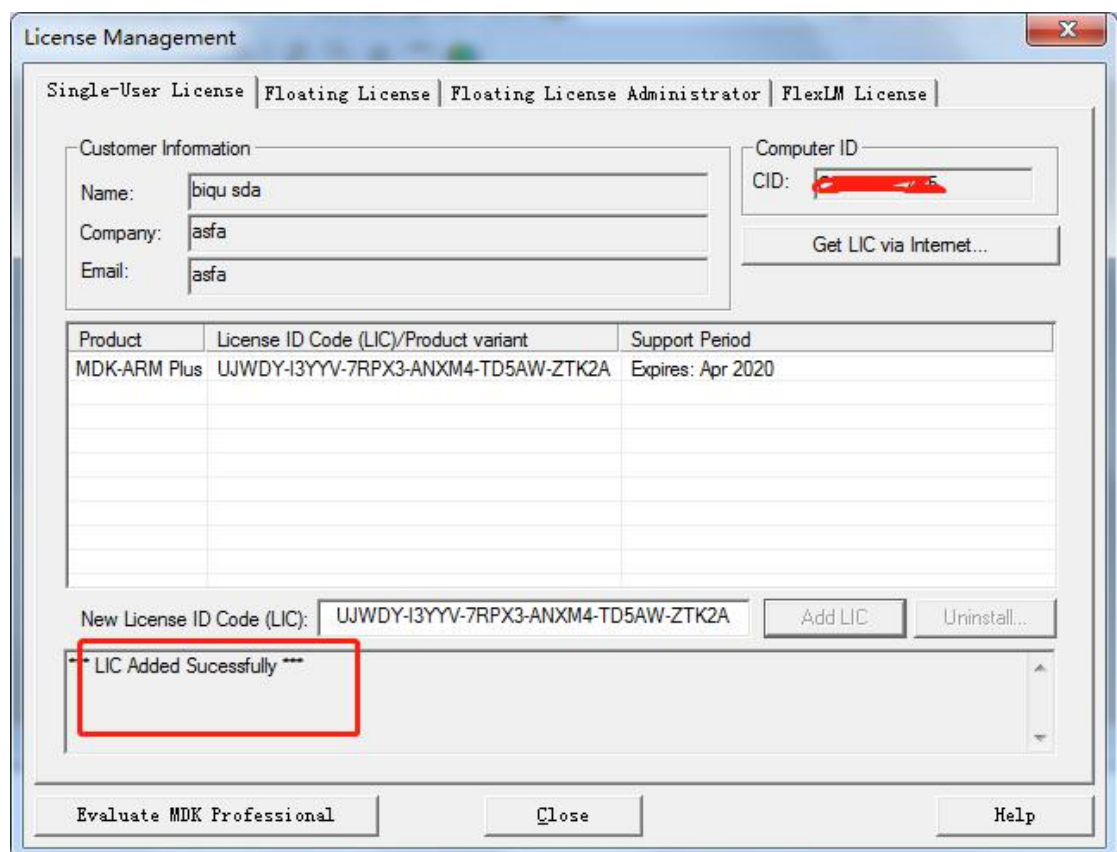 License Management
Single-User License Floating License Floating License Administrator FlexLM License
Customer Information
Name: biqu sda
Company: asfa
Email: asfa
Computer ID
CID:
Get LIC via Internet...
Product License ID Code (LIC)/Product variant Support Period
MDK-ARM Plus UJWDY-I3YYV-7RPX3-ANXM4-TD5AW-ZTK2A Expires: Apr 2020
New License ID Code (LIC): UJWDY-I3YYV-7RPX3-ANXM4-TD5AW-ZTK2A Add LIC Uninstall...
*** LIC Added Sucessfully ***
Evaluate MDK Professional Close Help